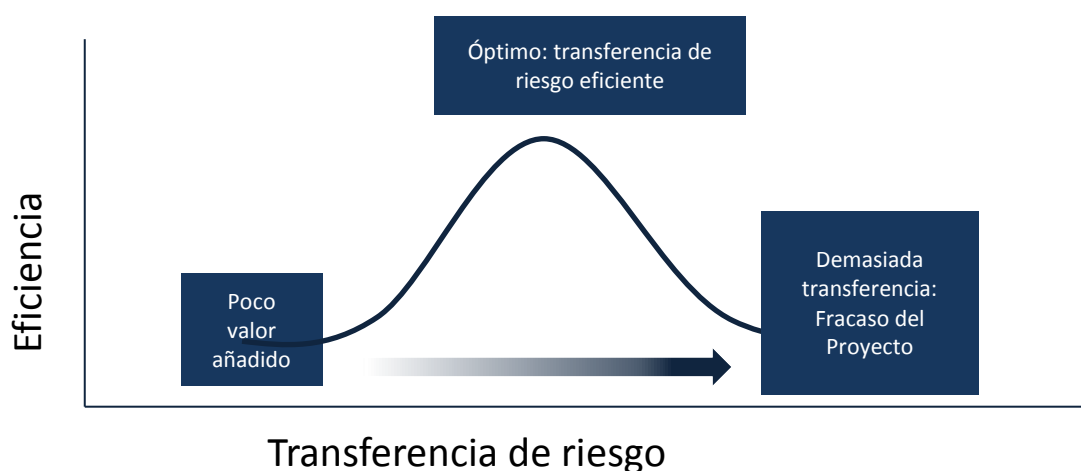 Óptimo: transferencia de
riesgo eficiente
Eficiencia
Poco
valor
añadido
Demasiada
transferencia:
Fracaso del
Proyecto
Transferencia de riesgo